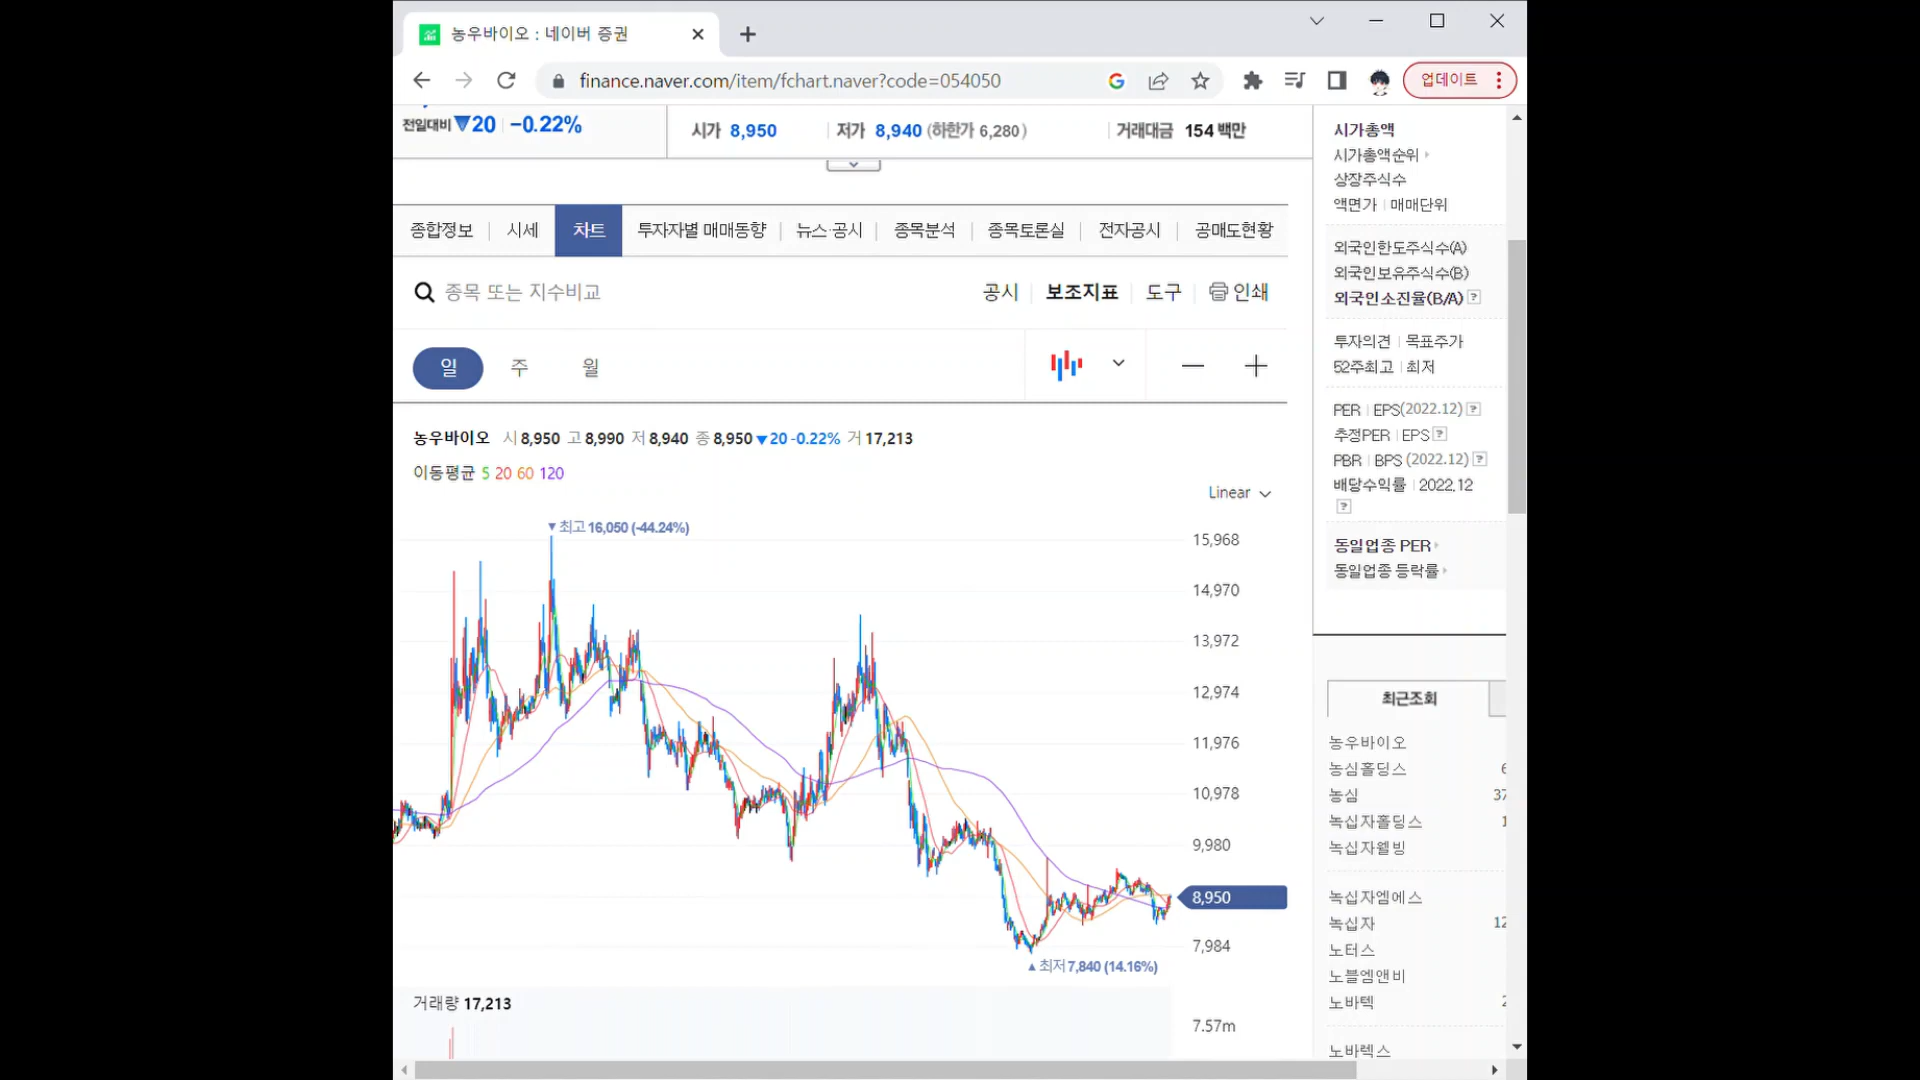 농우바이오 : 네이버 증권
finance.naver.com/item/fchart.naver?code=054050
업데이트
전일대비 ▼20 -0.22%
시가 8,950 저가 8,940 (하한가 6,280) 거래대금 154 백만
종합정보 시세 차트 투자자별 매매동향 뉴스·공시 종목분석 종목토론실 전자공시 공매도현황
종목 또는 지수비교
공시 보조지표 도구 인쇄
일 주 월
농우바이오 시 8,950 고 8,990 저 8,940 종 8,950 ▼20 -0.22% 거 17,213
이동평균 5 20 60 120
Linear
▼최고 16,050 (-44.24%)
15,968
14,970
13,972
12,974
11,976
10,978
9,980
8,950
7,984
▲최저 7,840 (14.16%)
거래량 17,213
7.57m
시가총액
시가총액순위
상장주식수
액면가 매매단위
외국인한도주식수(A)
외국인보유주식수(B)
외국인소진율(B/A) ?
투자의견 목표주가
52주최고 최저
PER EPS(2022.12) ?
추정PER EPS ?
PBR BPS (2022.12) ?
배당수익률 2022.12
?
동일업종 PER
동일업종 등락률
최근조회
농우바이오
농심홀딩스 6
농심 37
녹십자홀딩스 1
녹십자웰빙
녹십자엠에스
녹십자 12
노터스
노블엠앤비
노바텍 2
노바렉스